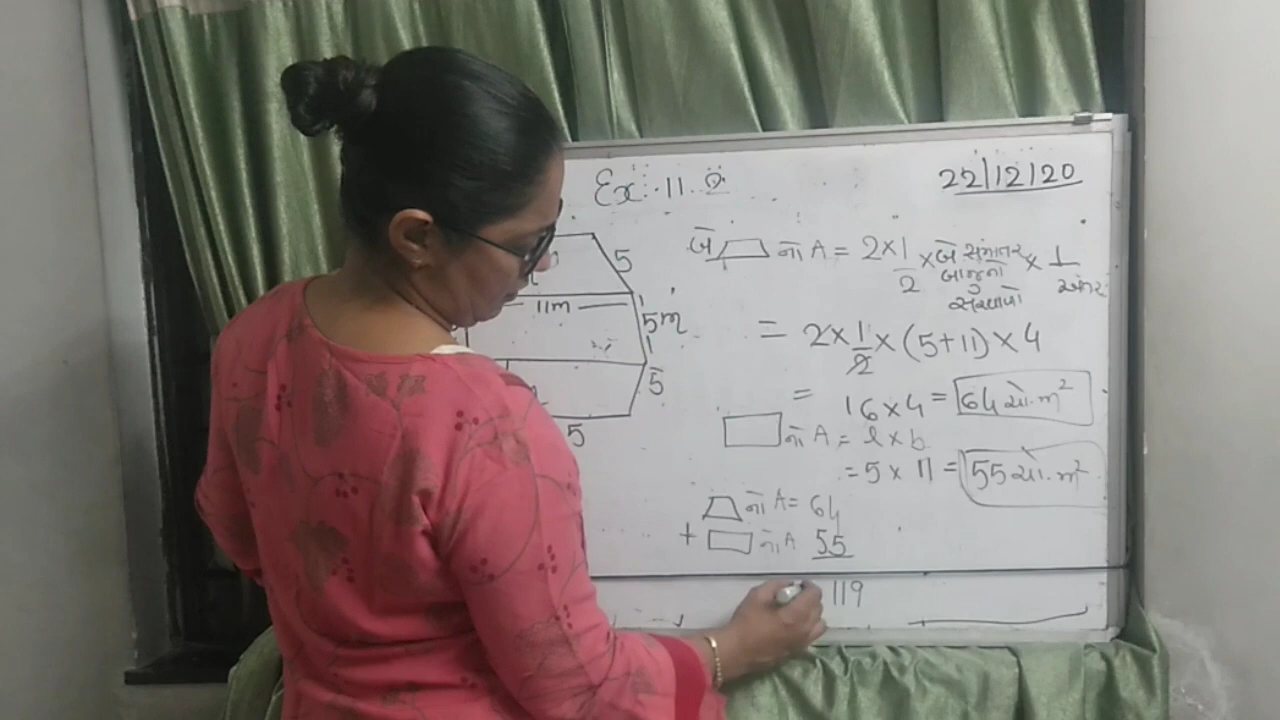 Ex. 11.
22/12/20
5
11m
5m
5
5
બે નો A = 2 × 1/2 × બે સમાંતર બાજુનો સરવાળો × ⊥ અંતર
= 2 × 1/2 × (5+11) × 4
= 16 × 4 = 64 ચો.m²
નો A = l × b
= 5 × 11 = 55 ચો.m²
નો A = 64
+ નો A 55
119